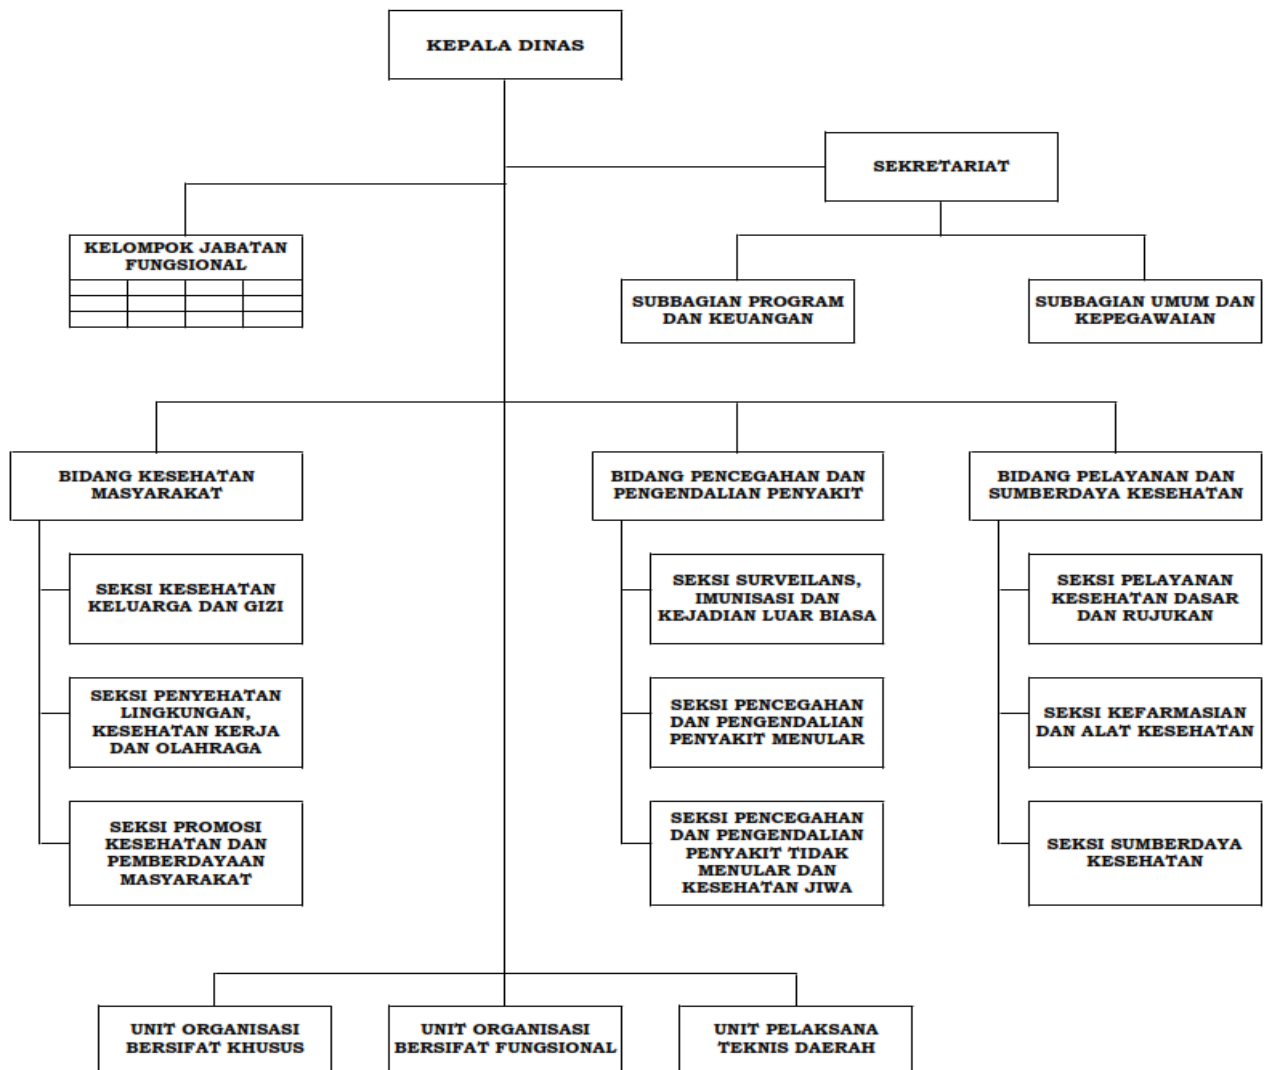 KEPALA DINAS
SEKRETARIAT
KELOMPOK JABATAN
FUNGSIONAL
SUBBAGIAN PROGRAM
DAN KEUANGAN
SUBBAGIAN UMUM DAN
KEPEGAWAIAN
BIDANG KESEHATAN
MASYARAKAT
BIDANG PENCEGAHAN DAN
PENGENDALIAN PENYAKIT
BIDANG PELAYANAN DAN
SUMBERDAYA KESEHATAN
SEKSI KESEHATAN
KELUARGA DAN GIZI
SEKSI SURVEILANS,
IMUNISASI DAN
KEJADIAN LUAR BIASA
SEKSI PELAYANAN
KESEHATAN DASAR
DAN RUJUKAN
SEKSI PENYEHATAN
LINGKUNGAN,
KESEHATAN KERJA
DAN OLAHRAGA
SEKSI PENCEGAHAN
DAN PENGENDALIAN
PENYAKIT MENULAR
SEKSI KEFARMASIAN
DAN ALAT KESEHATAN
SEKSI PROMOSI
KESEHATAN DAN
PEMBERDAYAAN
MASYARAKAT
SEKSI PENCEGAHAN
DAN PENGENDALIAN
PENYAKIT TIDAK
MENULAR DAN
KESEHATAN JIWA
SEKSI SUMBERDAYA
KESEHATAN
UNIT ORGANISASI
BERSIFAT KHUSUS
UNIT ORGANISASI
BERSIFAT FUNGSIONAL
UNIT PELAKSANA
TEKNIS DAERAH